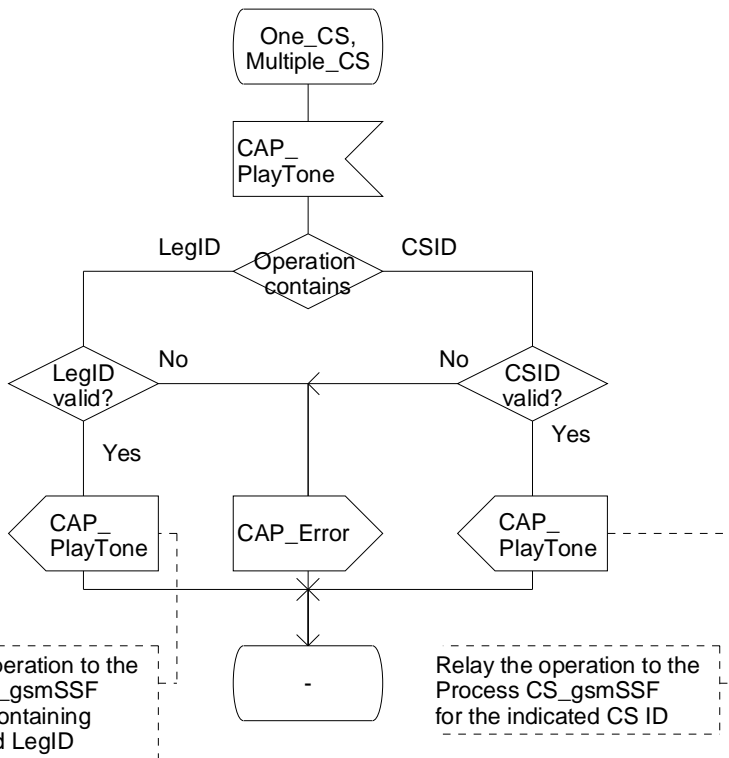 One_CS,
Multiple_CS
CAP_
PlayTone
LegID
CSID
Operation
contains
No
No
LegID
valid?
CSID
valid?
Yes
Yes
CAP_
PlayTone
CAP_Error
CAP_
PlayTone
-
eration to the
_gsmSSF
ontaining
d LegID
Relay the operation to the
Process CS_gsmSSF
for the indicated CS ID